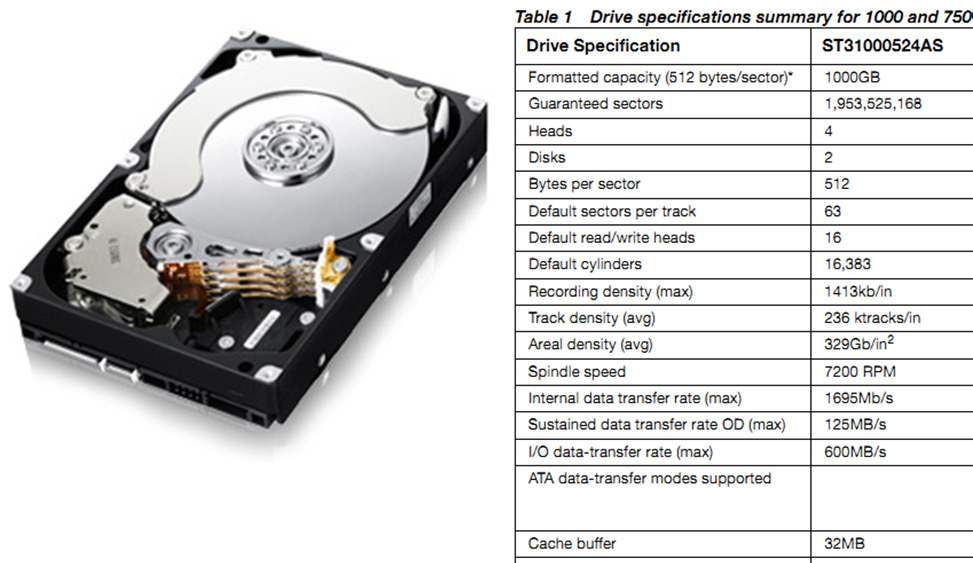 Table 1 Drive specifications summary for 1000 and 750
Drive Specification ST31000524AS
Formatted capacity (512 bytes/sector)* 1000GB
Guaranteed sectors 1,953,525,168
Heads 4
Disks 2
Bytes per sector 512
Default sectors per track 63
Default read/write heads 16
Default cylinders 16,383
Recording density (max) 1413kb/in
Track density (avg) 236 ktracks/in
Areal density (avg) 329Gb/in²
Spindle speed 7200 RPM
Internal data transfer rate (max) 1695Mb/s
Sustained data transfer rate OD (max) 125MB/s
I/O data-transfer rate (max) 600MB/s
ATA data-transfer modes supported
Cache buffer 32MB